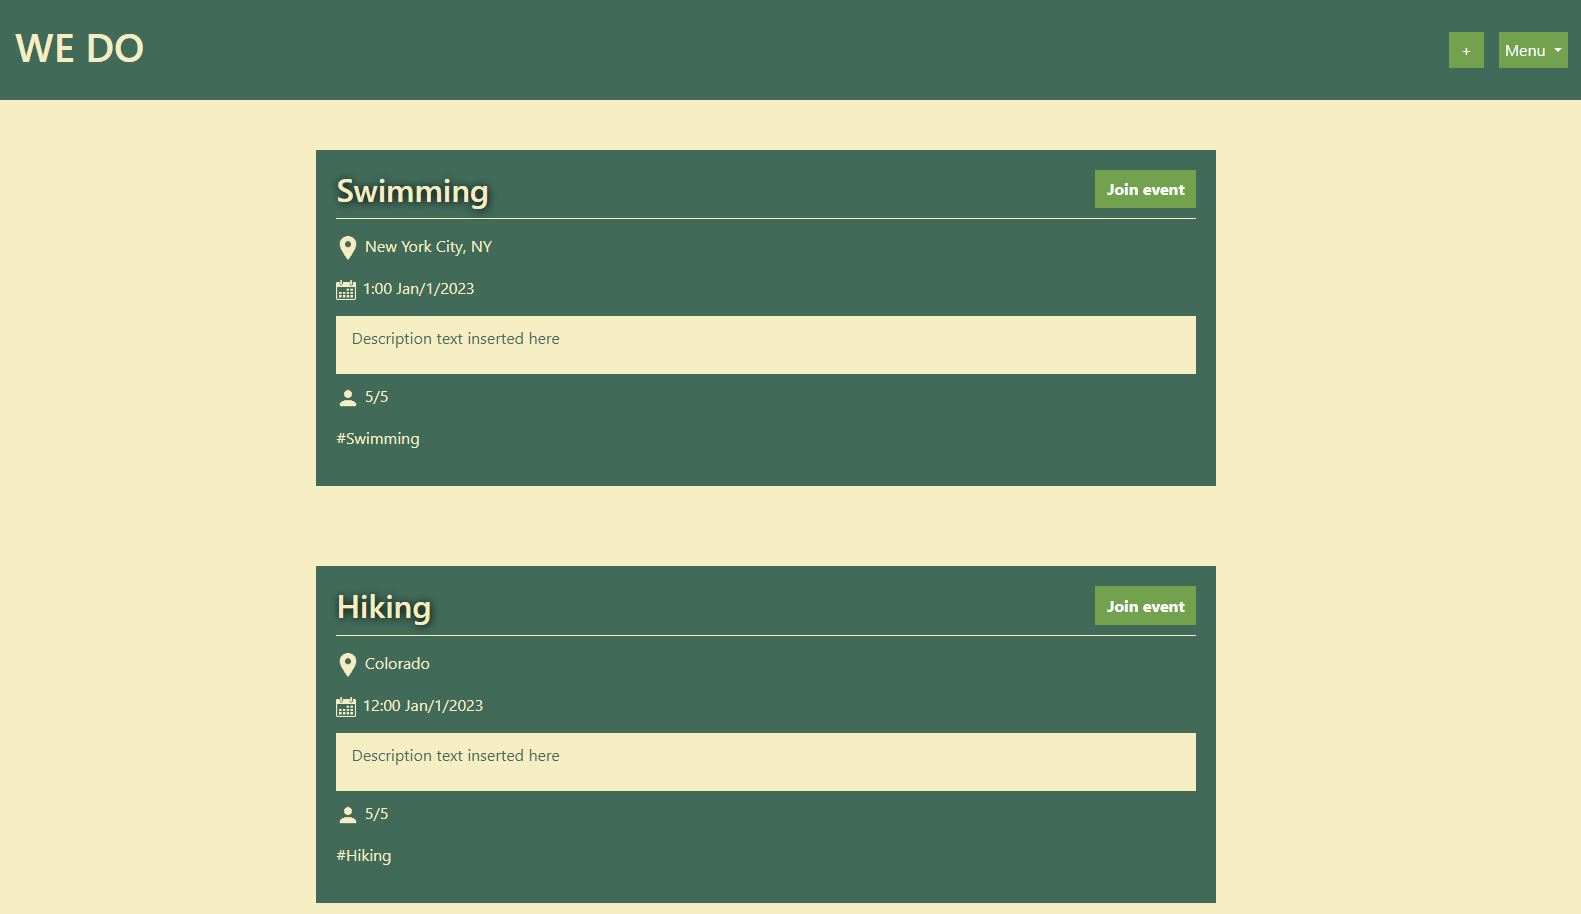 WE DO
+ Menu
Swimming Join event
New York City, NY
1:00 Jan/1/2023
Description text inserted here
5/5
#Swimming
Hiking Join event
Colorado
12:00 Jan/1/2023
Description text inserted here
5/5
#Hiking